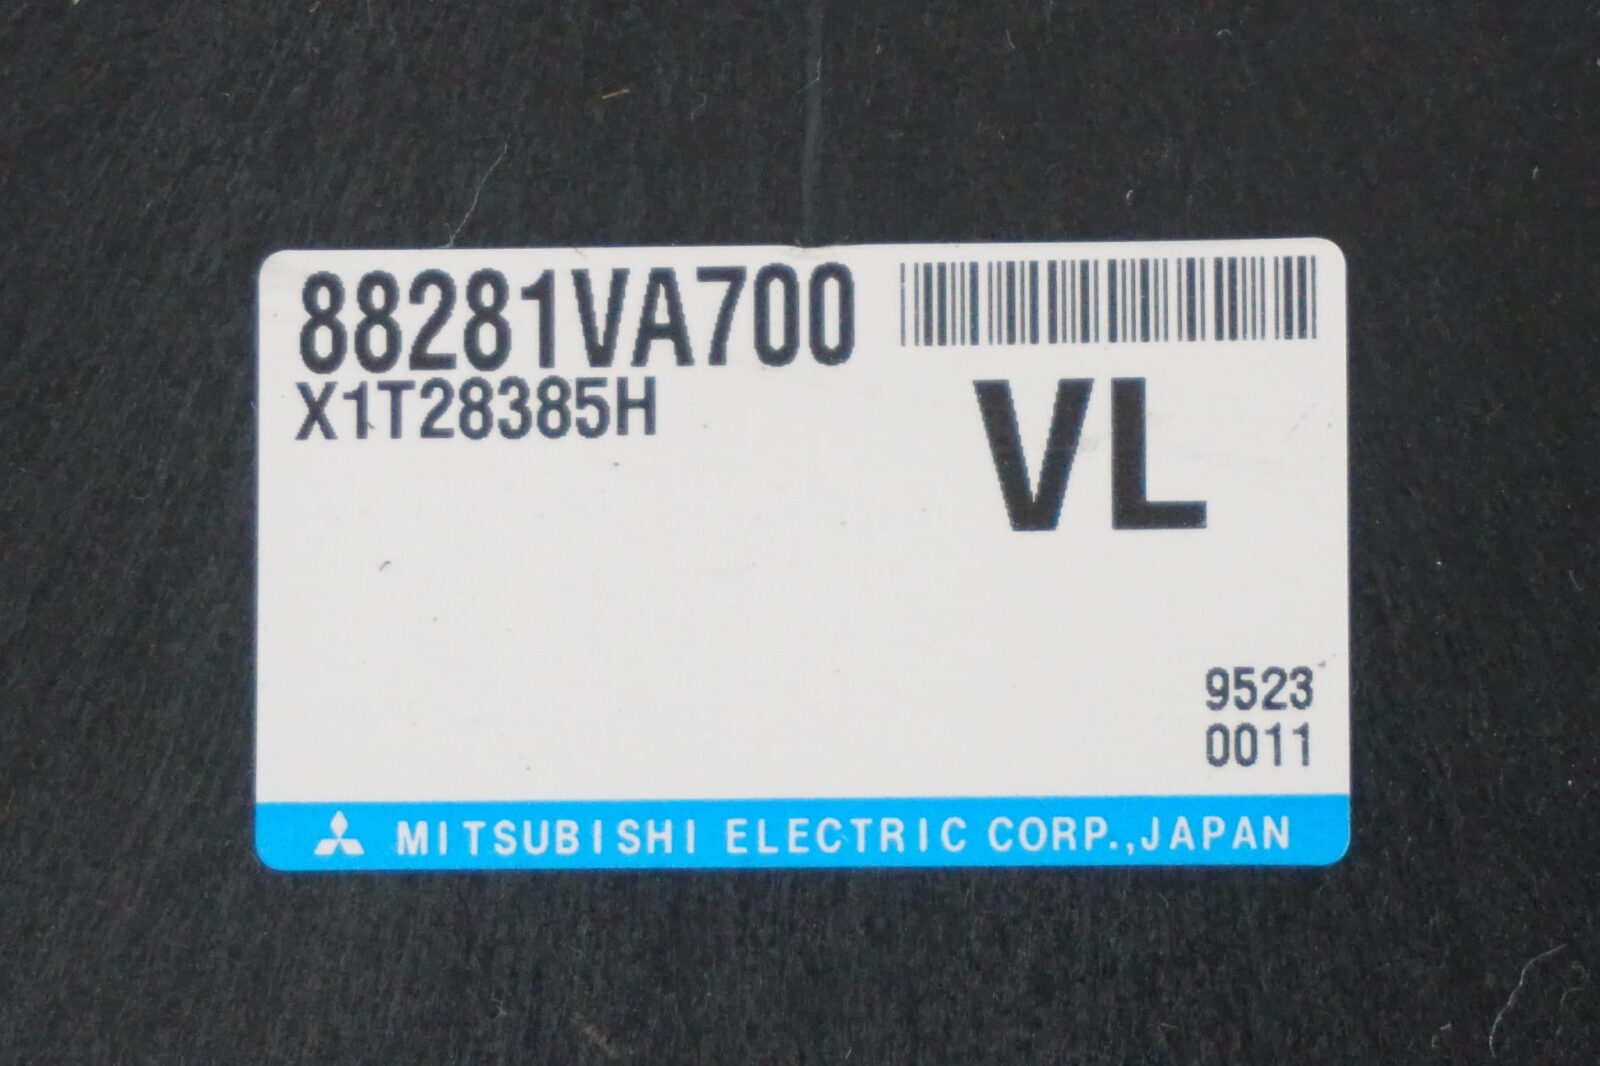 88281VA700
X1T28385H
VL
9523
0011
MITSUBISHI ELECTRIC CORP.,JAPAN